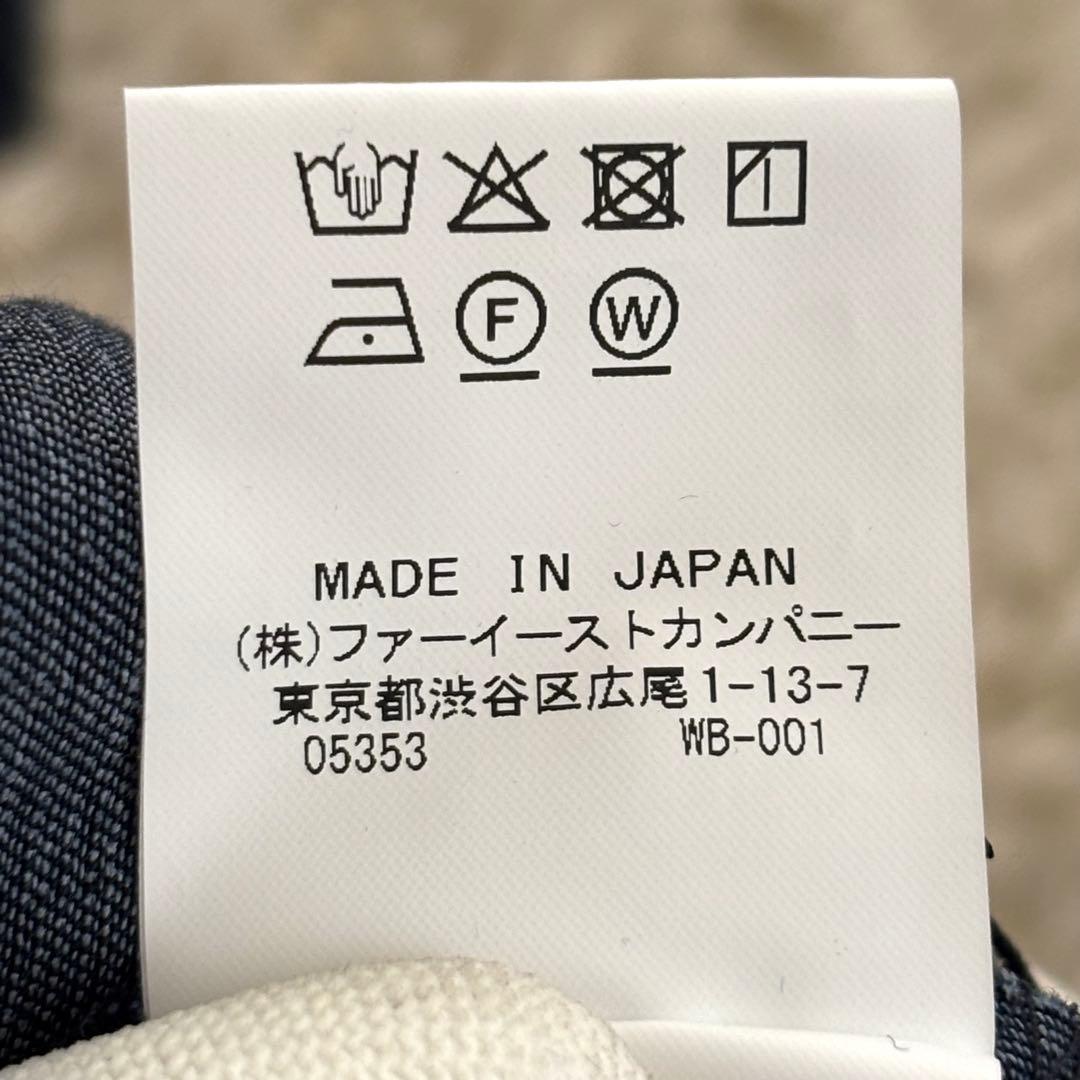 F W
MADE IN JAPAN
(株)ファーイーストカンパニー
東京都渋谷区広尾1-13-7
05353 WB-001